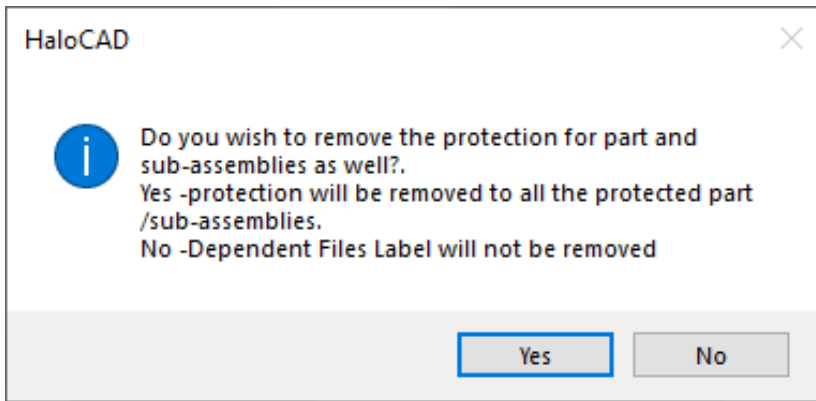 HaloCAD
Do you wish to remove the protection for part and
sub-assemblies as well?.
Yes -protection will be removed to all the protected part
/sub-assemblies.
No -Dependent Files Label will not be removed
Yes
No